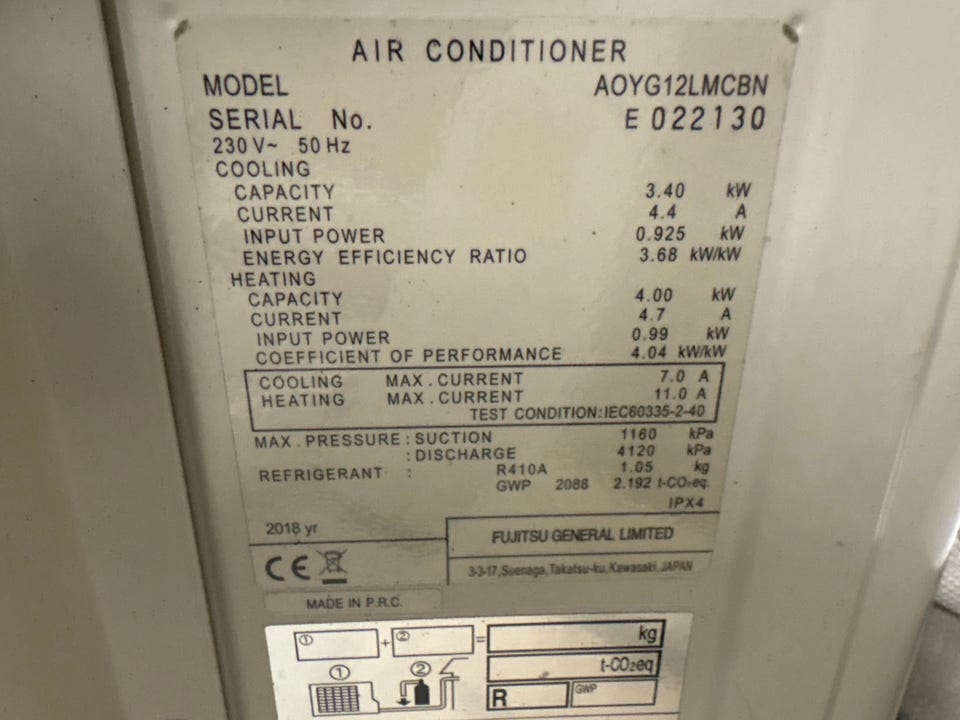 AIR CONDITIONER
MODEL AOYG12LMCBN
SERIAL No. E 022130
230 V~ 50 Hz
COOLING
CAPACITY 3.40 kW
CURRENT 4.4 A
INPUT POWER 0.925 kW
ENERGY EFFICIENCY RATIO 3.68 kW/kW
HEATING
CAPACITY 4.00 kW
CURRENT 4.7 A
INPUT POWER 0.99 kW
COEFFICIENT OF PERFORMANCE 4.04 kW/kW
COOLING MAX.CURRENT 7.0 A
HEATING MAX.CURRENT 11.0 A
TEST CONDITION:IEC60335-2-40
MAX.PRESSURE:SUCTION 1160 kPa
:DISCHARGE 4120 kPa
REFRIGERANT : R410A 1.05 kg
GWP 2088 2.192 t-CO₂eq.
IPX4
2018 yr
FUJITSU GENERAL LIMITED
CE
3-3-17,Suenaga,Takatsu-ku,Kawasaki,JAPAN
MADE IN P.R.C.
① + ② = kg
t-CO₂eq
① ②
R GWP